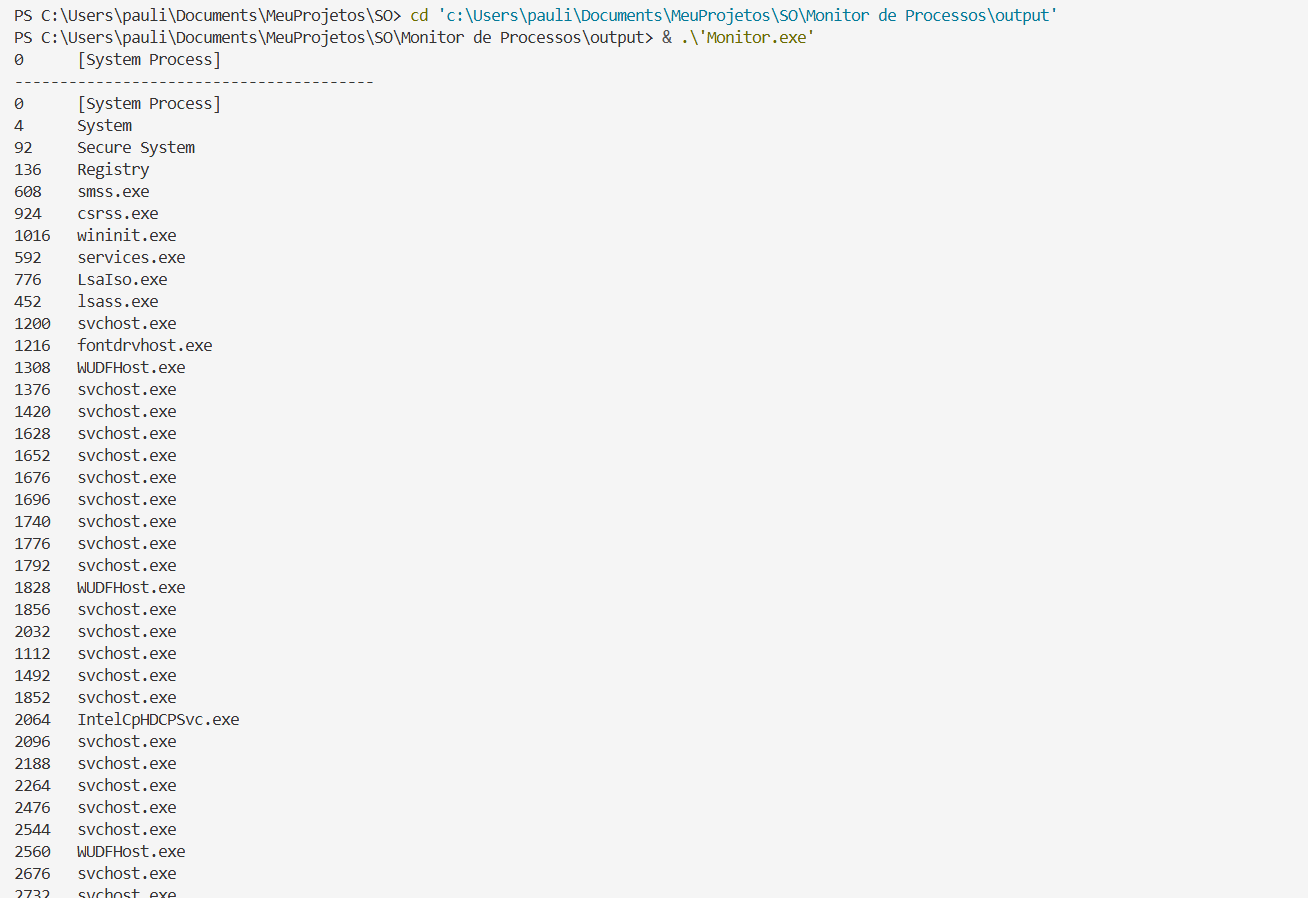 PS C:\Users\pauli\Documents\MeuProjetos\SO> cd 'c:\Users\pauli\Documents\MeuProjetos\SO\Monitor de Processos\output'
PS C:\Users\pauli\Documents\MeuProjetos\SO\Monitor de Processos\output> & .\'Monitor.exe'
0 [System Process]
----------------------------------------
0 [System Process]
4 System
92 Secure System
136 Registry
608 smss.exe
924 csrss.exe
1016 wininit.exe
592 services.exe
776 LsaIso.exe
452 lsass.exe
1200 svchost.exe
1216 fontdrvhost.exe
1308 WUDFHost.exe
1376 svchost.exe
1420 svchost.exe
1628 svchost.exe
1652 svchost.exe
1676 svchost.exe
1696 svchost.exe
1740 svchost.exe
1776 svchost.exe
1792 svchost.exe
1828 WUDFHost.exe
1856 svchost.exe
2032 svchost.exe
1112 svchost.exe
1492 svchost.exe
1852 svchost.exe
2064 IntelCpHDCPSvc.exe
2096 svchost.exe
2188 svchost.exe
2264 svchost.exe
2476 svchost.exe
2544 svchost.exe
2560 WUDFHost.exe
2676 svchost.exe
2732 svchost.exe